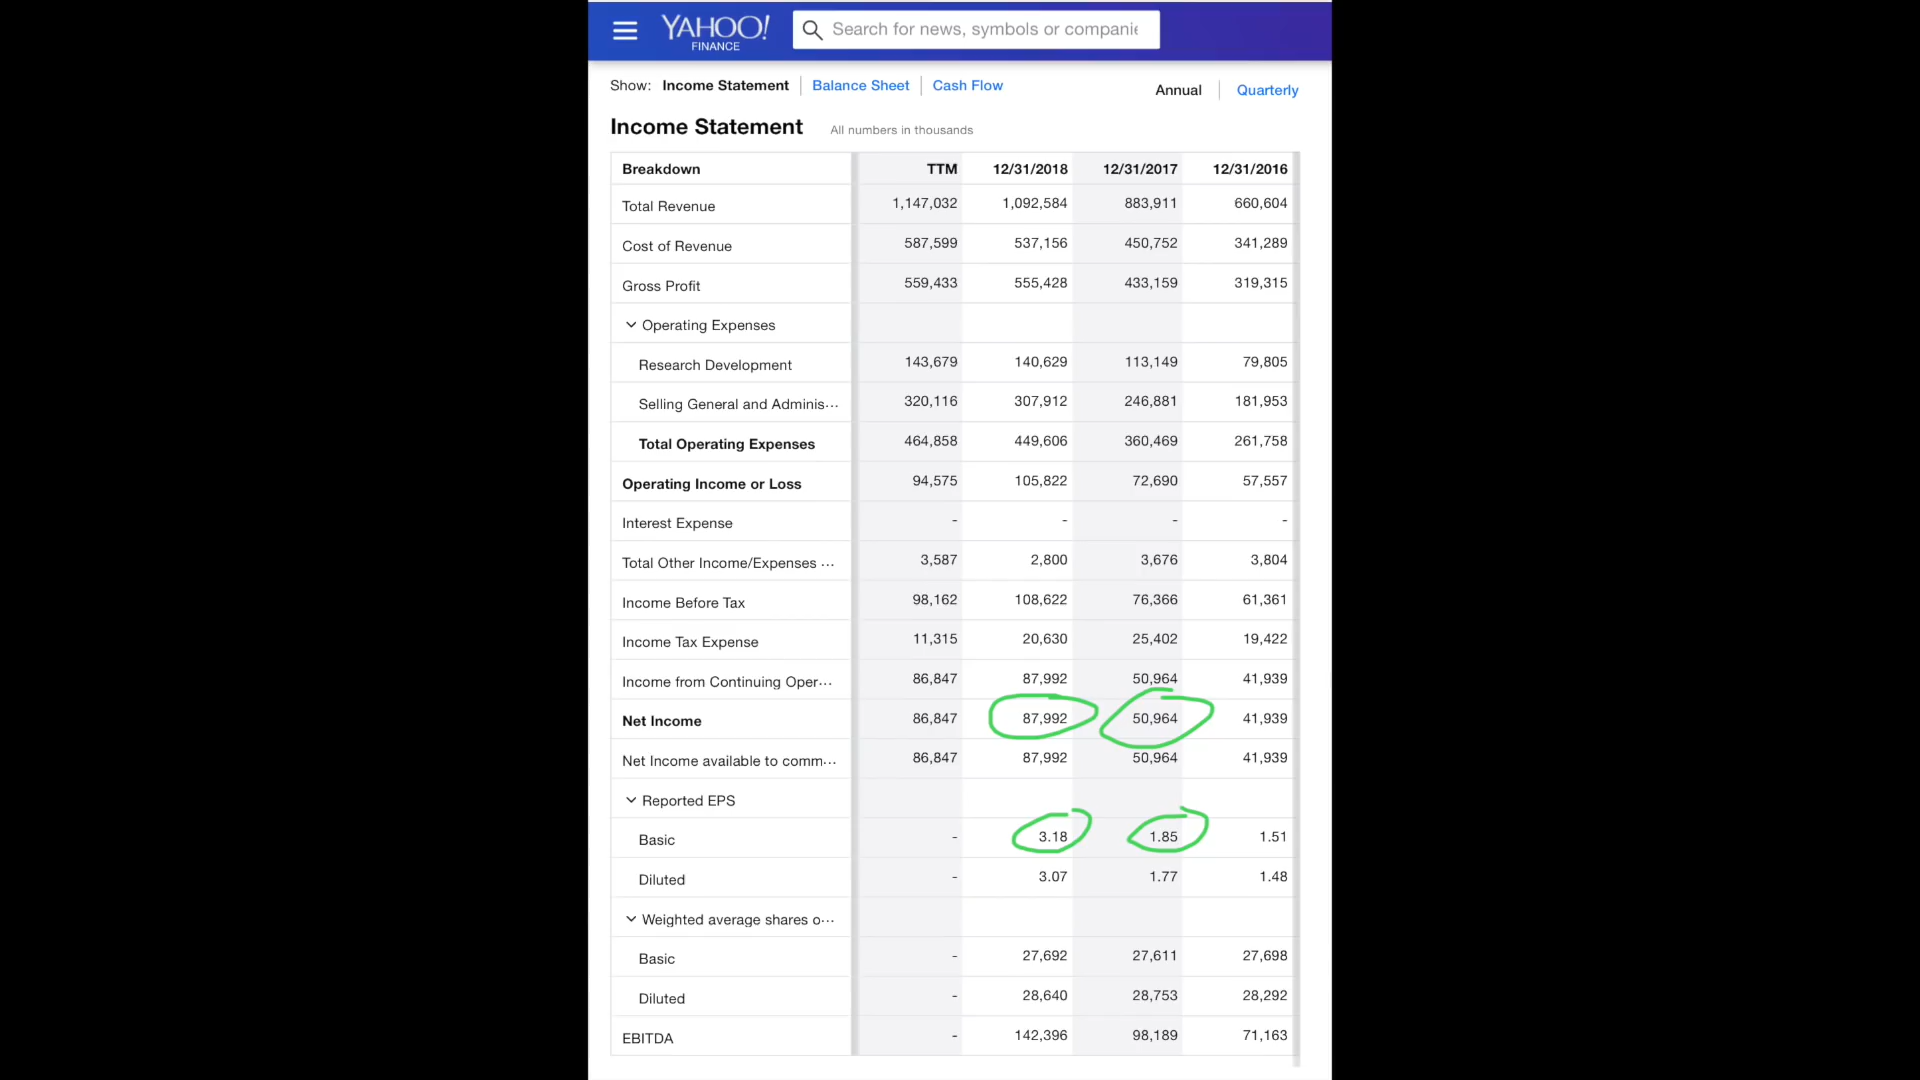 YAHOO!
FINANCE
Search for news, symbols or companie
Show: Income Statement Balance Sheet Cash Flow
Annual Quarterly
Income Statement All numbers in thousands
Breakdown TTM 12/31/2018 12/31/2017 12/31/2016
Total Revenue 1,147,032 1,092,584 883,911 660,604
Cost of Revenue 587,599 537,156 450,752 341,289
Gross Profit 559,433 555,428 433,159 319,315
Operating Expenses
Research Development 143,679 140,629 113,149 79,805
Selling General and Adminis... 320,116 307,912 246,881 181,953
Total Operating Expenses 464,858 449,606 360,469 261,758
Operating Income or Loss 94,575 105,822 72,690 57,557
Interest Expense - - - -
Total Other Income/Expenses ... 3,587 2,800 3,676 3,804
Income Before Tax 98,162 108,622 76,366 61,361
Income Tax Expense 11,315 20,630 25,402 19,422
Income from Continuing Oper... 86,847 87,992 50,964 41,939
Net Income 86,847 87,992 50,964 41,939
Net Income available to comm... 86,847 87,992 50,964 41,939
Reported EPS
Basic - 3.18 1.85 1.51
Diluted - 3.07 1.77 1.48
Weighted average shares o...
Basic - 27,692 27,611 27,698
Diluted - 28,640 28,753 28,292
EBITDA - 142,396 98,189 71,163